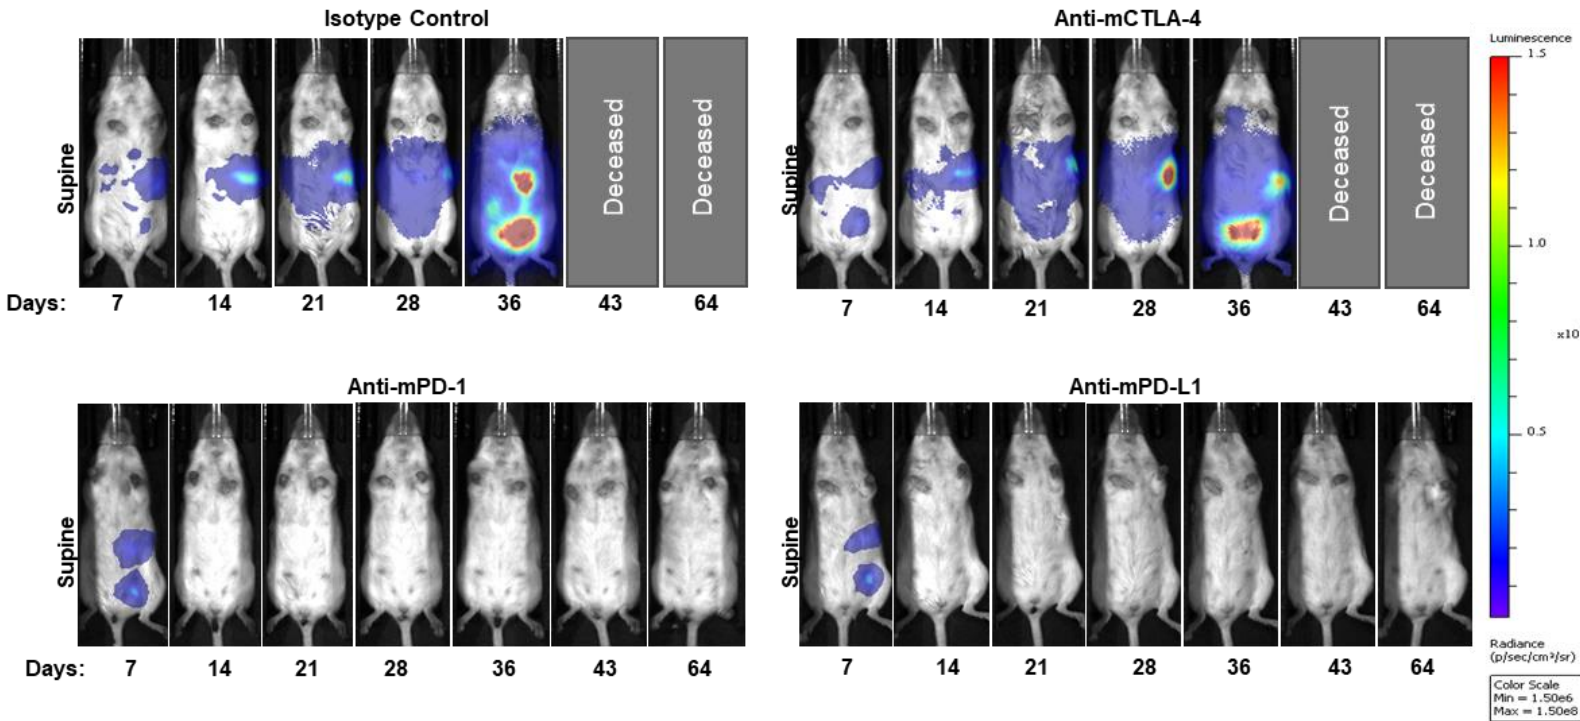 Isotype Control
Supine
Deceased
Deceased
Days: 7 14 21 28 36 43 64
Anti-mCTLA-4
Supine
Deceased
Deceased
7 14 21 28 36 43 64
Anti-mPD-1
Supine
Days: 7 14 21 28 36 43 64
Anti-mPD-L1
Supine
7 14 21 28 36 43 64
Luminescence
1.5
1.0
x10
0.5
Radiance
(p/sec/cm²/sr)
Color Scale
Min = 1.50e6
Max = 1.50e8